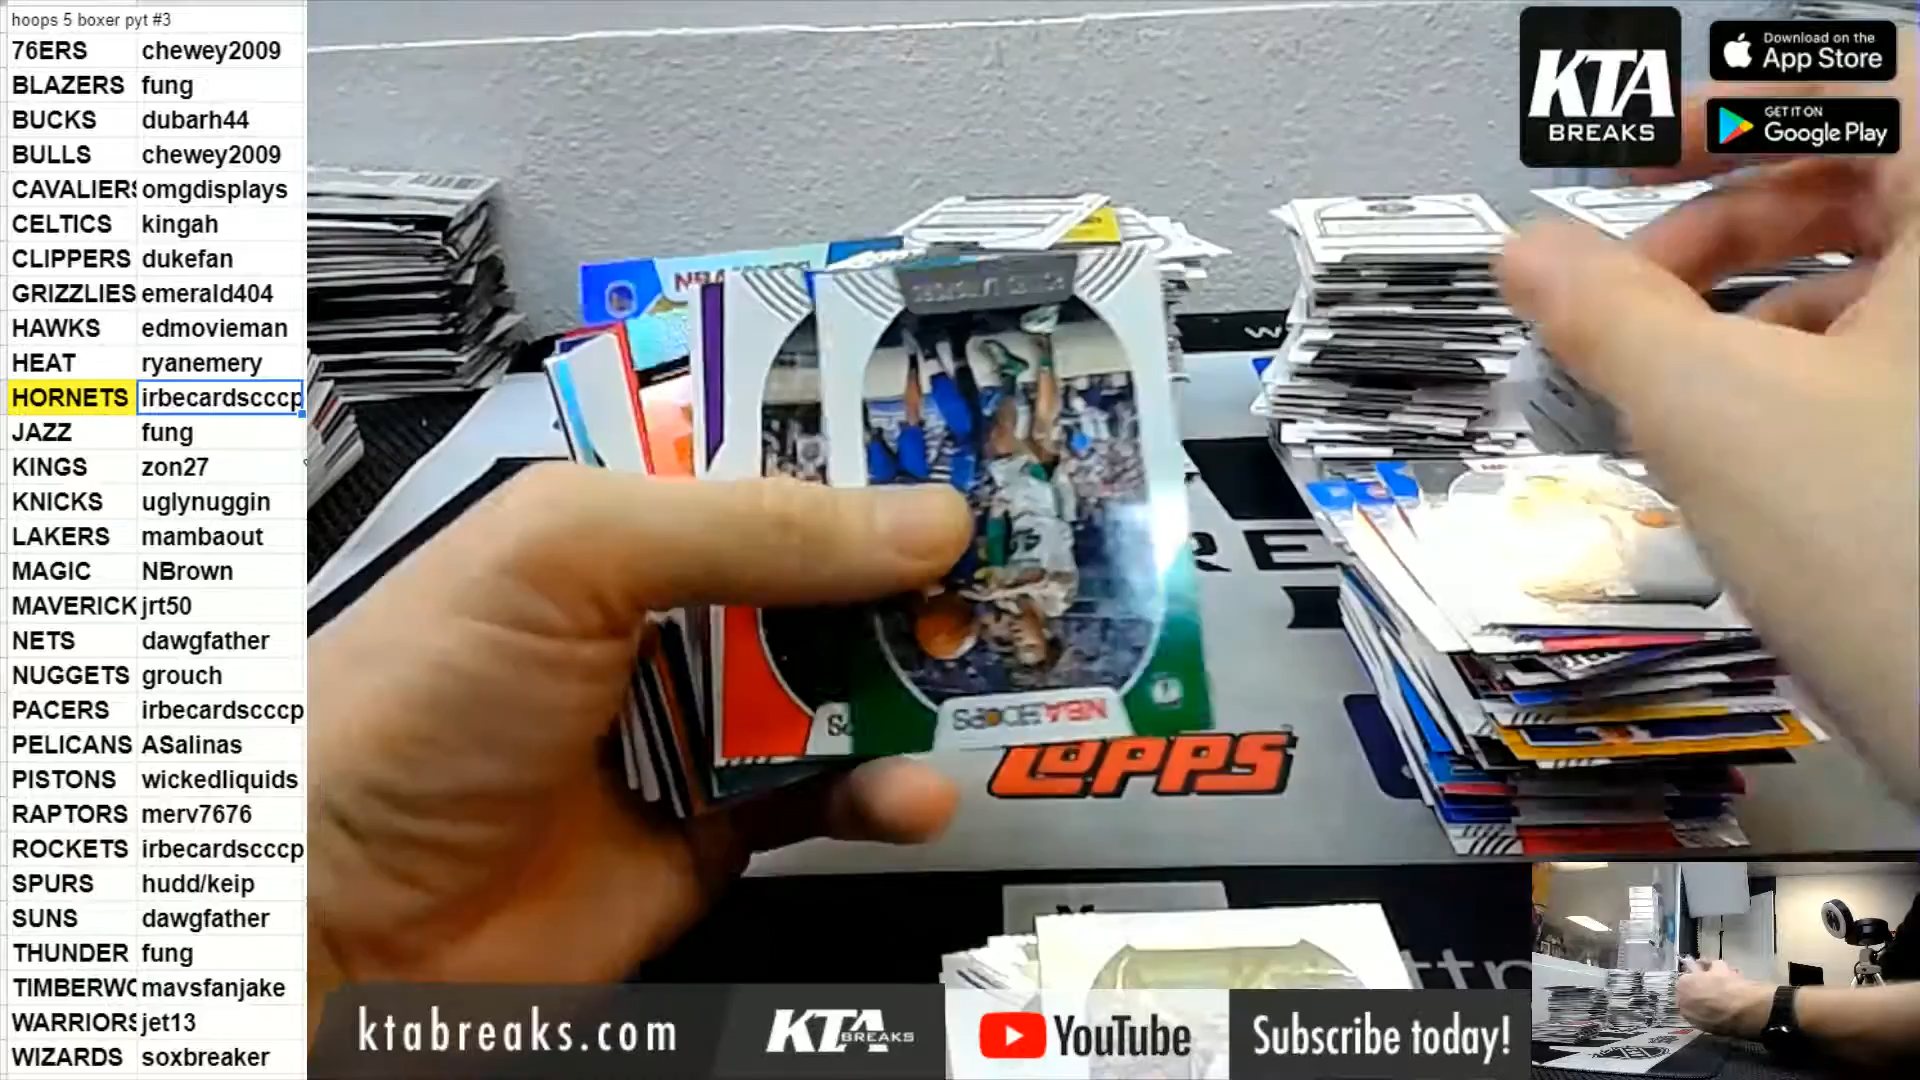 hoops 5 boxer pyt #3
76ERS chewey2009
BLAZERS fung
BUCKS dubarh44
BULLS chewey2009
CAVALIERS omgdisplays
CELTICS kingah
CLIPPERS dukefan
GRIZZLIES emerald404
HAWKS edmovieman
HEAT ryanemery
HORNETS irbecardscccp
JAZZ fung
KINGS zon27
KNICKS uglynuggin
LAKERS mambaout
MAGIC NBrown
MAVERICK jrt50
NETS dawgfather
NUGGETS grouch
PACERS irbecardscccp
PELICANS ASalinas
PISTONS wickedliquids
RAPTORS merv7676
ROCKETS irbecardscccp
SPURS hudd/keip
SUNS dawgfather
THUNDER fung
TIMBERWO mavsfanjake
WARRIORS jet13
WIZARDS soxbreaker
KTA
BREAKS
Download on the
App Store
GET IT ON
Google Play
NBA HOOPS
TOPPS
ktabreaks.com
KTA BREAKS
YouTube
Subscribe today!